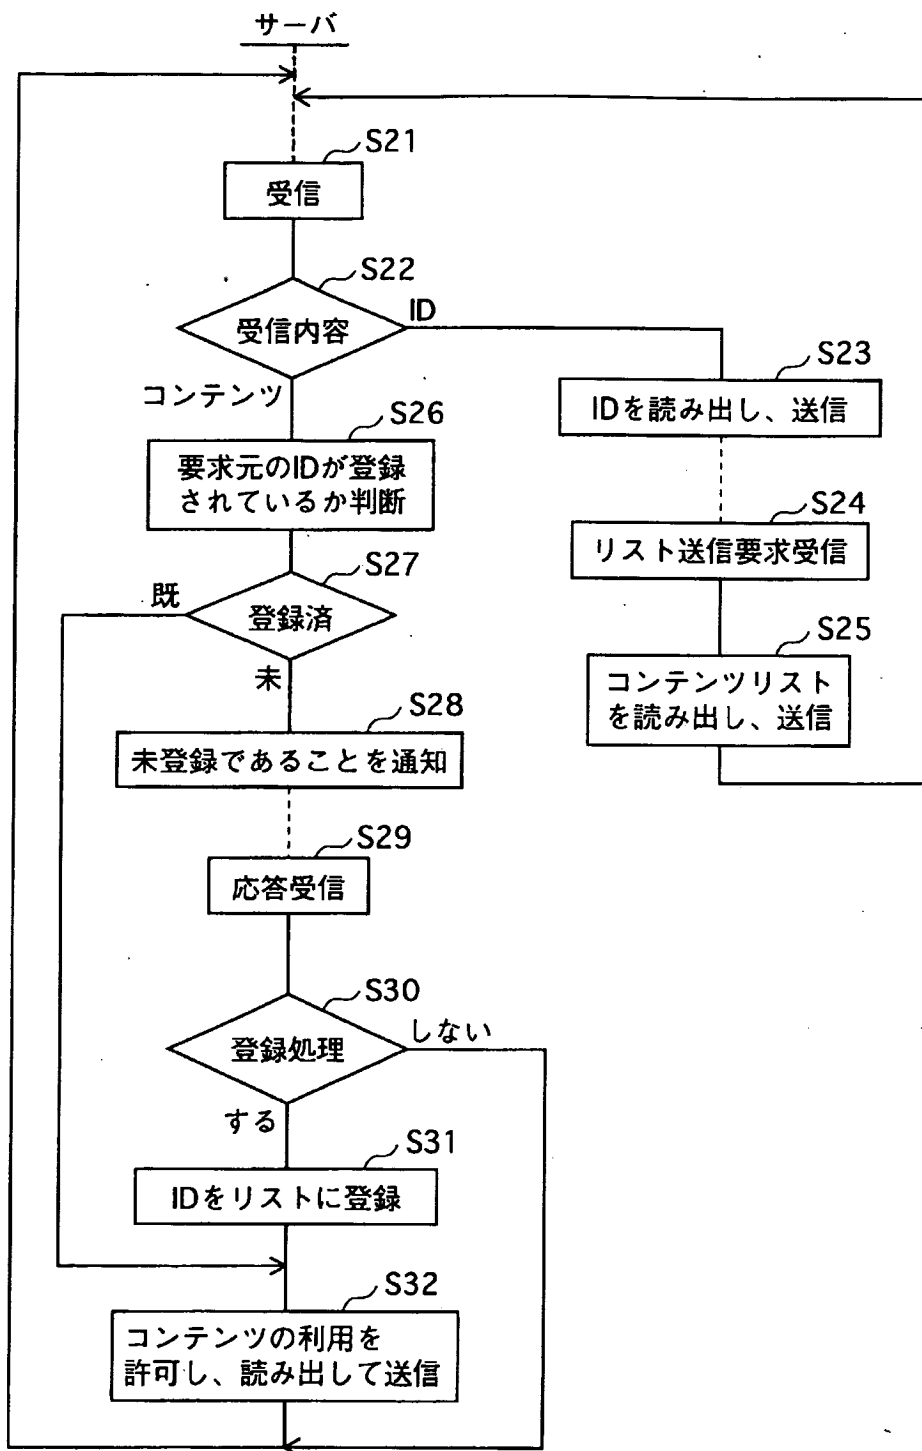 サーバ
S21
受信
S22
受信内容
ID
コンテンツ
S23
IDを読み出し、送信
S24
リスト送信要求受信
S25
コンテンツリスト
を読み出し、送信
S26
要求元のIDが登録
されているか判断
S27
登録済
既
未
S28
未登録であることを通知
S29
応答受信
S30
登録処理
しない
する
S31
IDをリストに登録
S32
コンテンツの利用を
許可し、読み出して送信